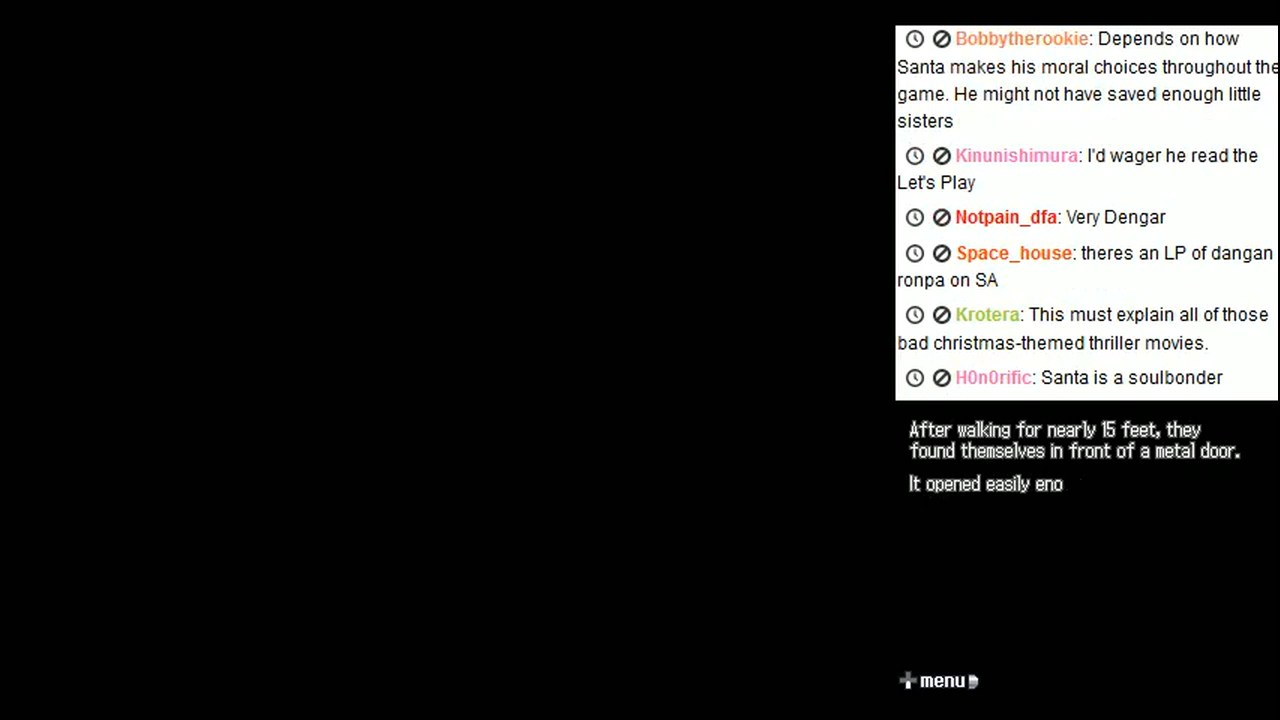 Bobbytherookie: Depends on how
Santa makes his moral choices throughout the
game. He might not have saved enough little
sisters
Kinunishimura: I'd wager he read the
Let's Play
Notpain_dfa: Very Dengar
Space_house: theres an LP of dangan
ronpa on SA
Krotera: This must explain all of those
bad christmas-themed thriller movies.
H0n0rific: Santa is a soulbonder
After walking for nearly 15 feet, they
found themselves in front of a metal door.
It opened easily eno
menu